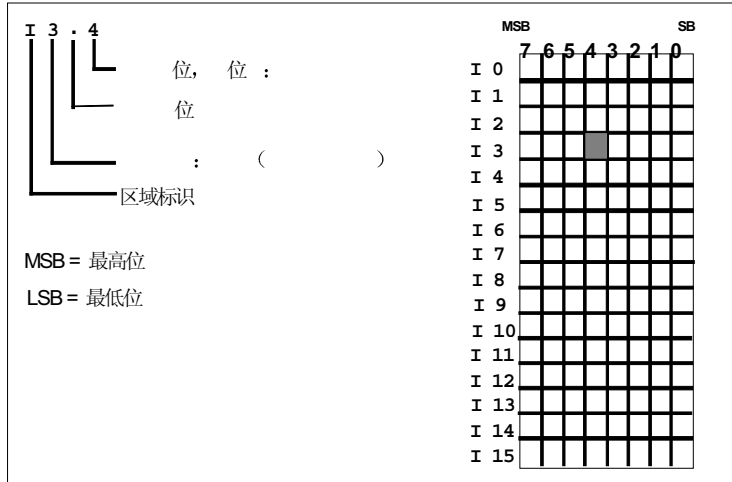 I 3 . 4
位， 位 ：
位
： （ ）
区域标识
MSB = 最高位
LSB = 最低位
MSB SB
7 6 5 4 3 2 1 0
I 0
I 1
I 2
I 3
I 4
I 5
I 6
I 7
I 8
I 9
I 10
I 11
I 12
I 13
I 14
I 15